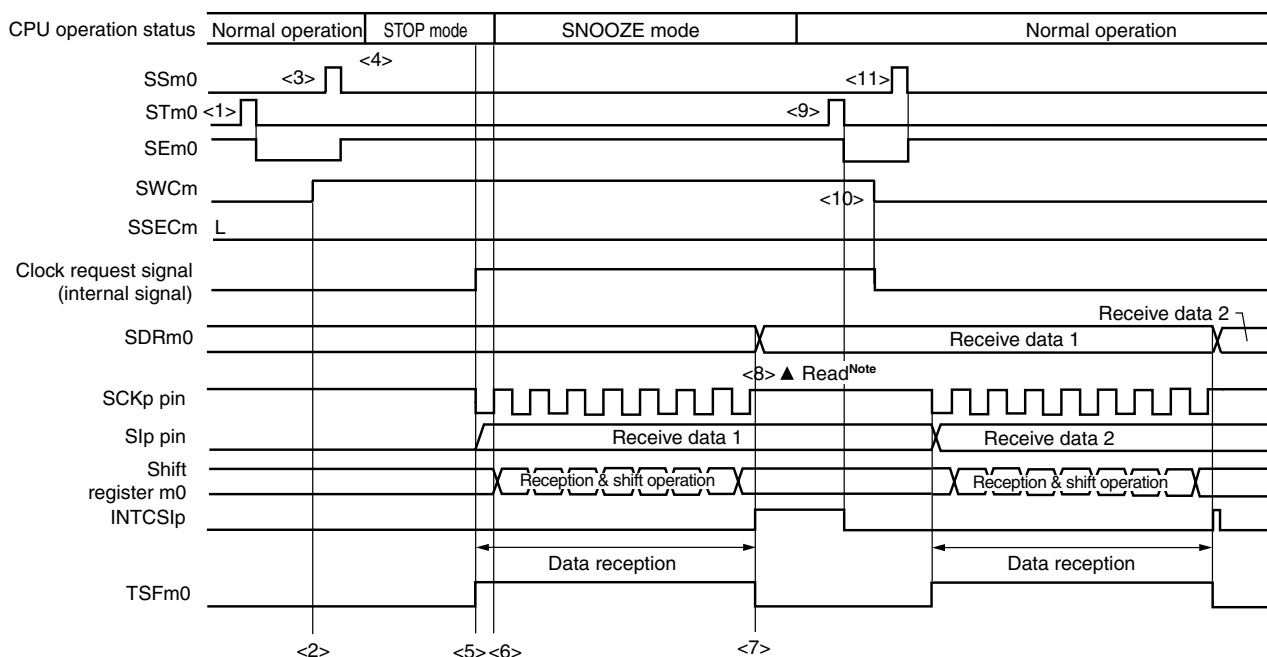 CPU operation status Normal operation STOP mode SNOOZE mode Normal operation
<4>
SSm0 <3> <11>
STm0 <1> <9>
SEm0
SWCm
<10>
SSECm L
Clock request signal
(internal signal)
Receive data 2
SDRm0 Receive data 1
<8> ▲ ReadNote
SCKp pin
SIp pin Receive data 1 Receive data 2
Shift
register m0 Reception & shift operation Reception & shift operation
INTCSIp
Data reception Data reception
TSFm0
<2> <5> <6> <7>